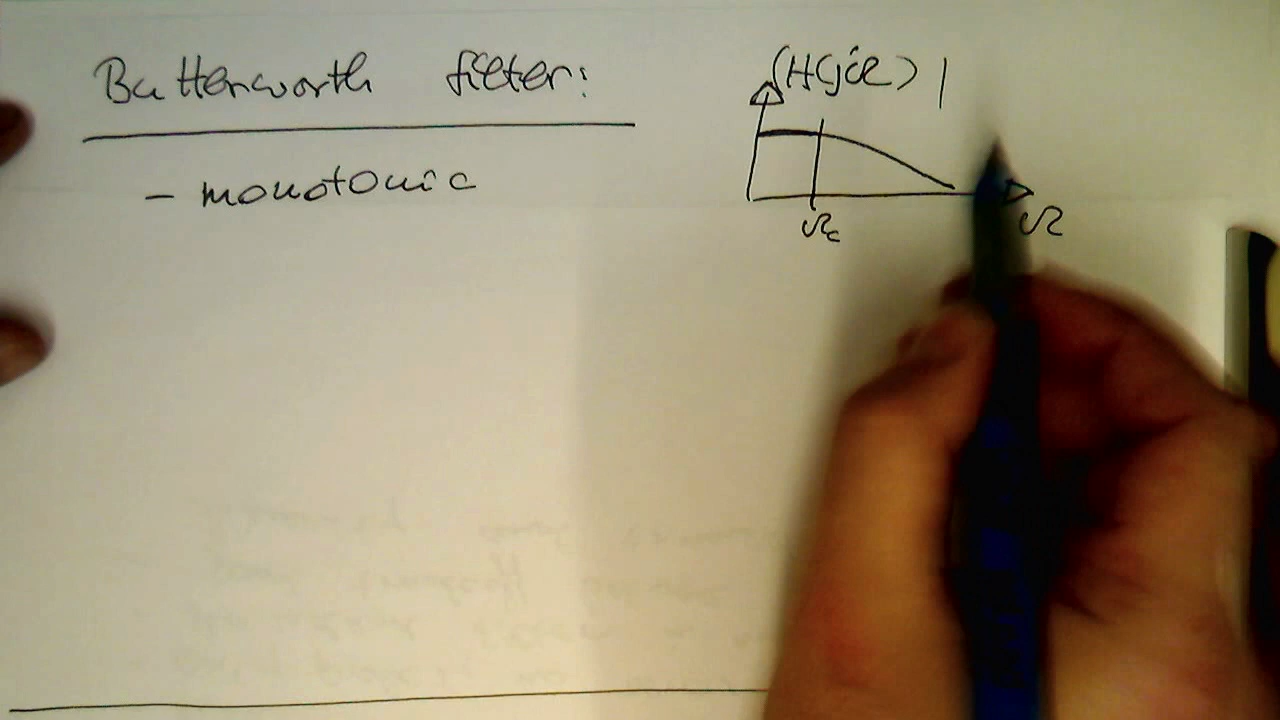 Butterworth filter:
|H(jΩ)|
- monotonic
Ωc
Ω